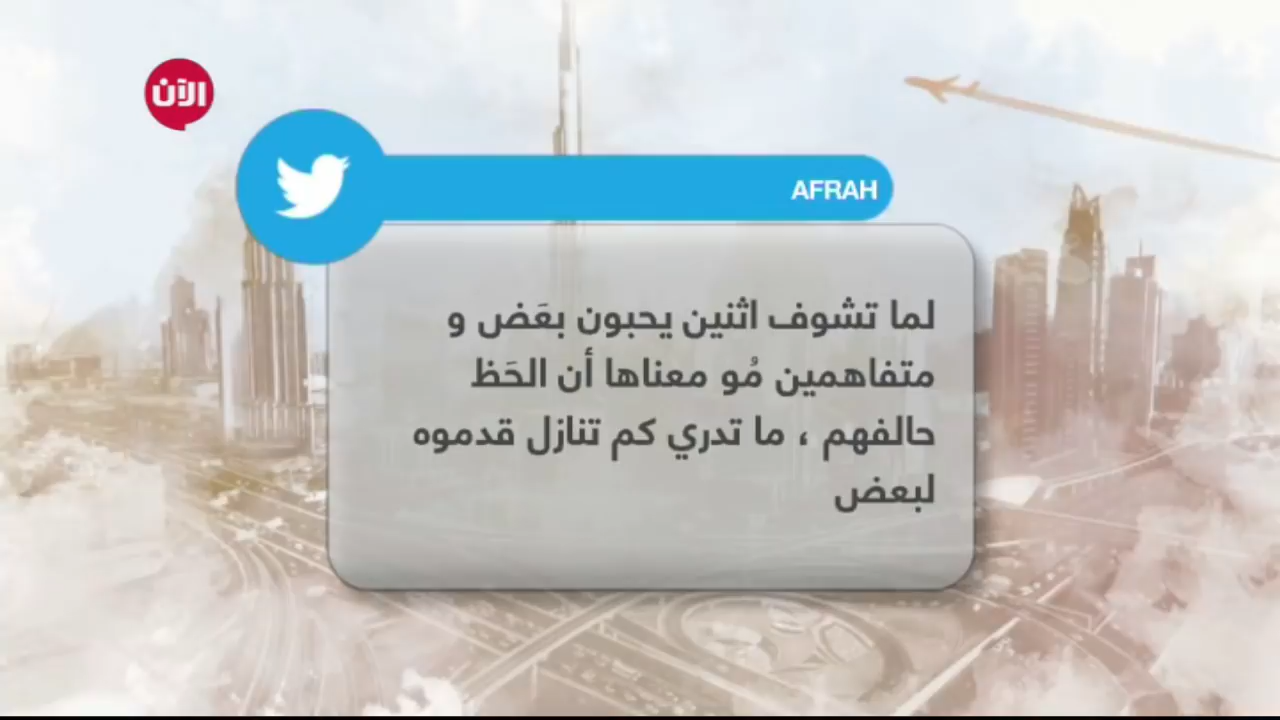 الآن
AFRAH
لما تشوف اثنين يحبون بعَض و
متفاهمين مُو معناها أن الحَظ
حالفهم ، ما تدري كم تنازل قدموه
لبعض